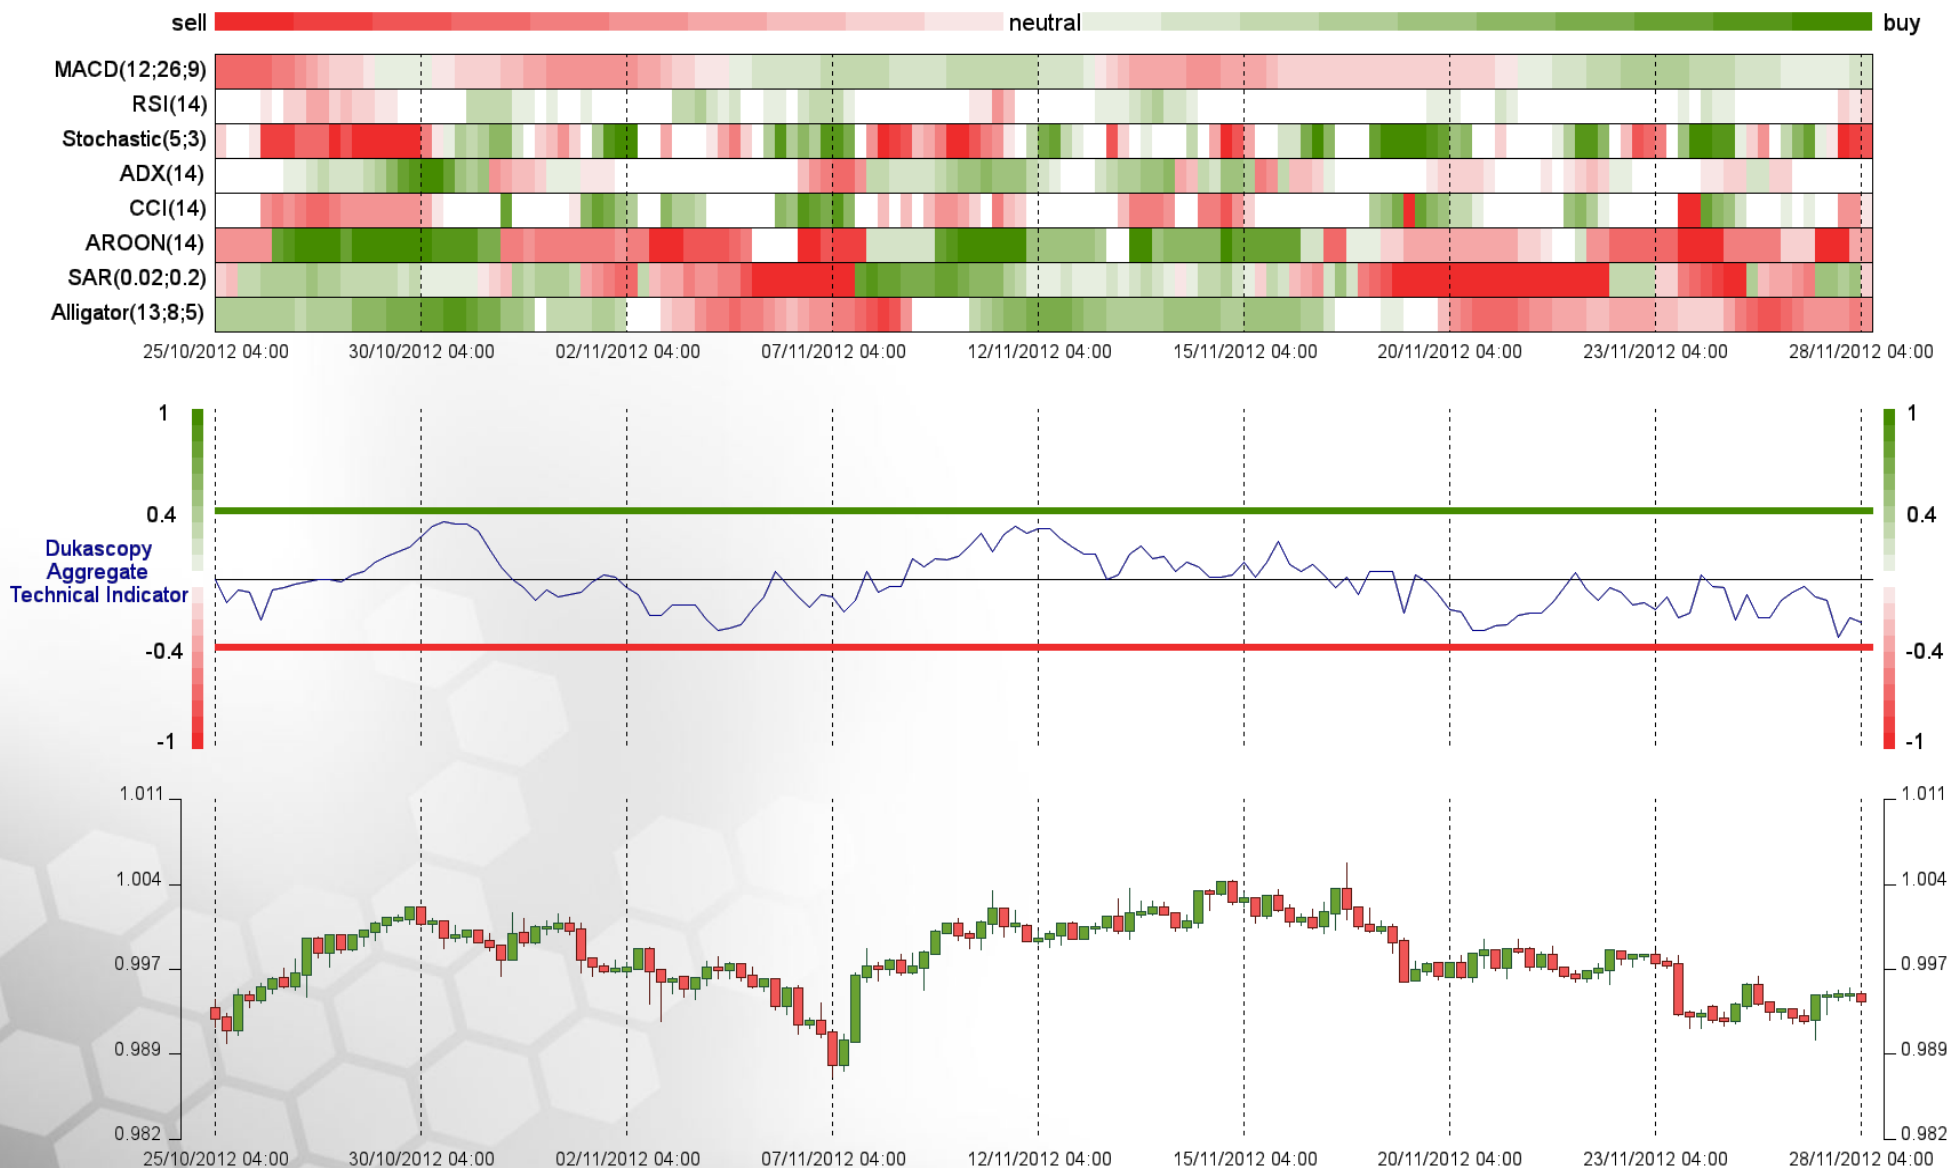 sell neutral buy
MACD(12;26;9)
RSI(14)
Stochastic(5;3)
ADX(14)
CCI(14)
AROON(14)
SAR(0.02;0.2)
Alligator(13;8;5)
25/10/2012 04:00 30/10/2012 04:00 02/11/2012 04:00 07/11/2012 04:00 12/11/2012 04:00 15/11/2012 04:00 20/11/2012 04:00 23/11/2012 04:00 28/11/2012 04:00
1 1
0.4 0.4
Dukascopy
Aggregate
Technical Indicator
-0.4 -0.4
-1 -1
1.011 1.011
1.004 1.004
0.997 0.997
0.989 0.989
0.982 0.982
25/10/2012 04:00 30/10/2012 04:00 02/11/2012 04:00 07/11/2012 04:00 12/11/2012 04:00 15/11/2012 04:00 20/11/2012 04:00 23/11/2012 04:00 28/11/2012 04:00